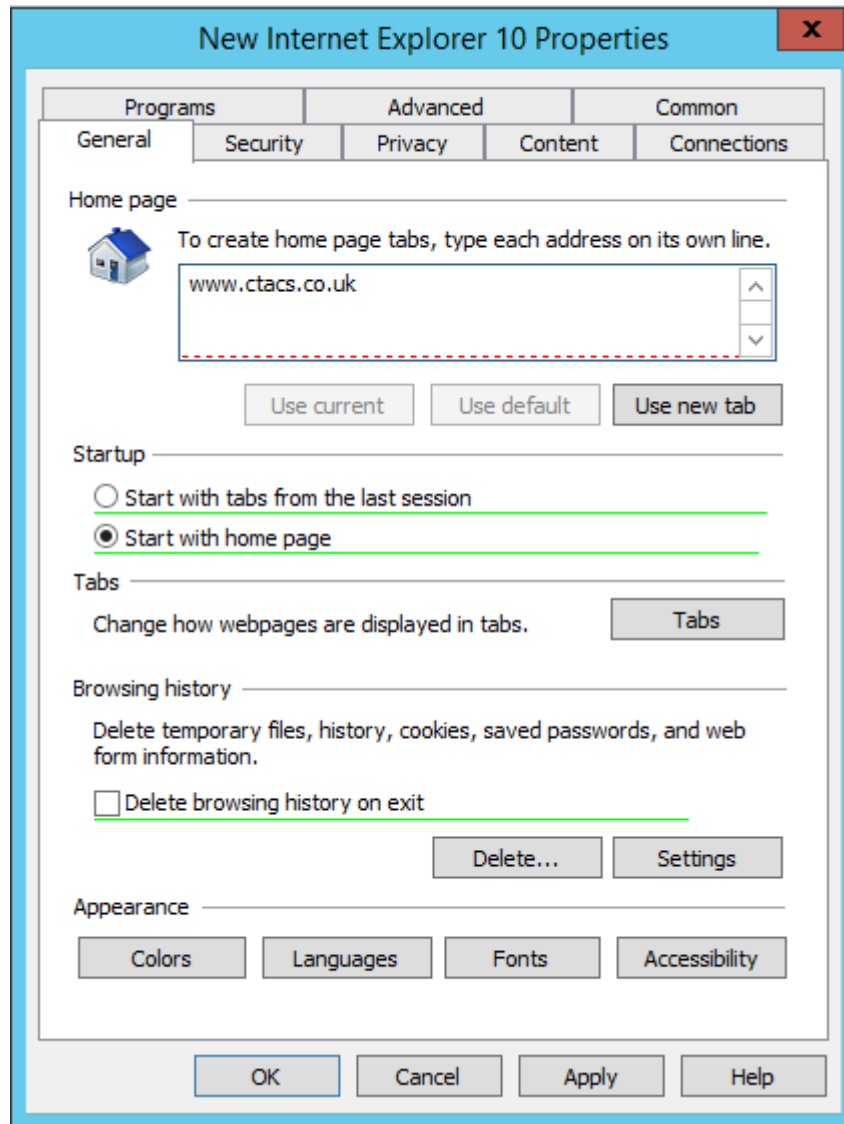 New Internet Explorer 10 Properties
x
Programs Advanced Common
General Security Privacy Content Connections
Home page
To create home page tabs, type each address on its own line.
www.ctacs.co.uk
Use current Use default Use new tab
Startup
Start with tabs from the last session
Start with home page
Tabs
Change how webpages are displayed in tabs. Tabs
Browsing history
Delete temporary files, history, cookies, saved passwords, and web
form information.
Delete browsing history on exit
Delete... Settings
Appearance
Colors Languages Fonts Accessibility
OK Cancel Apply Help